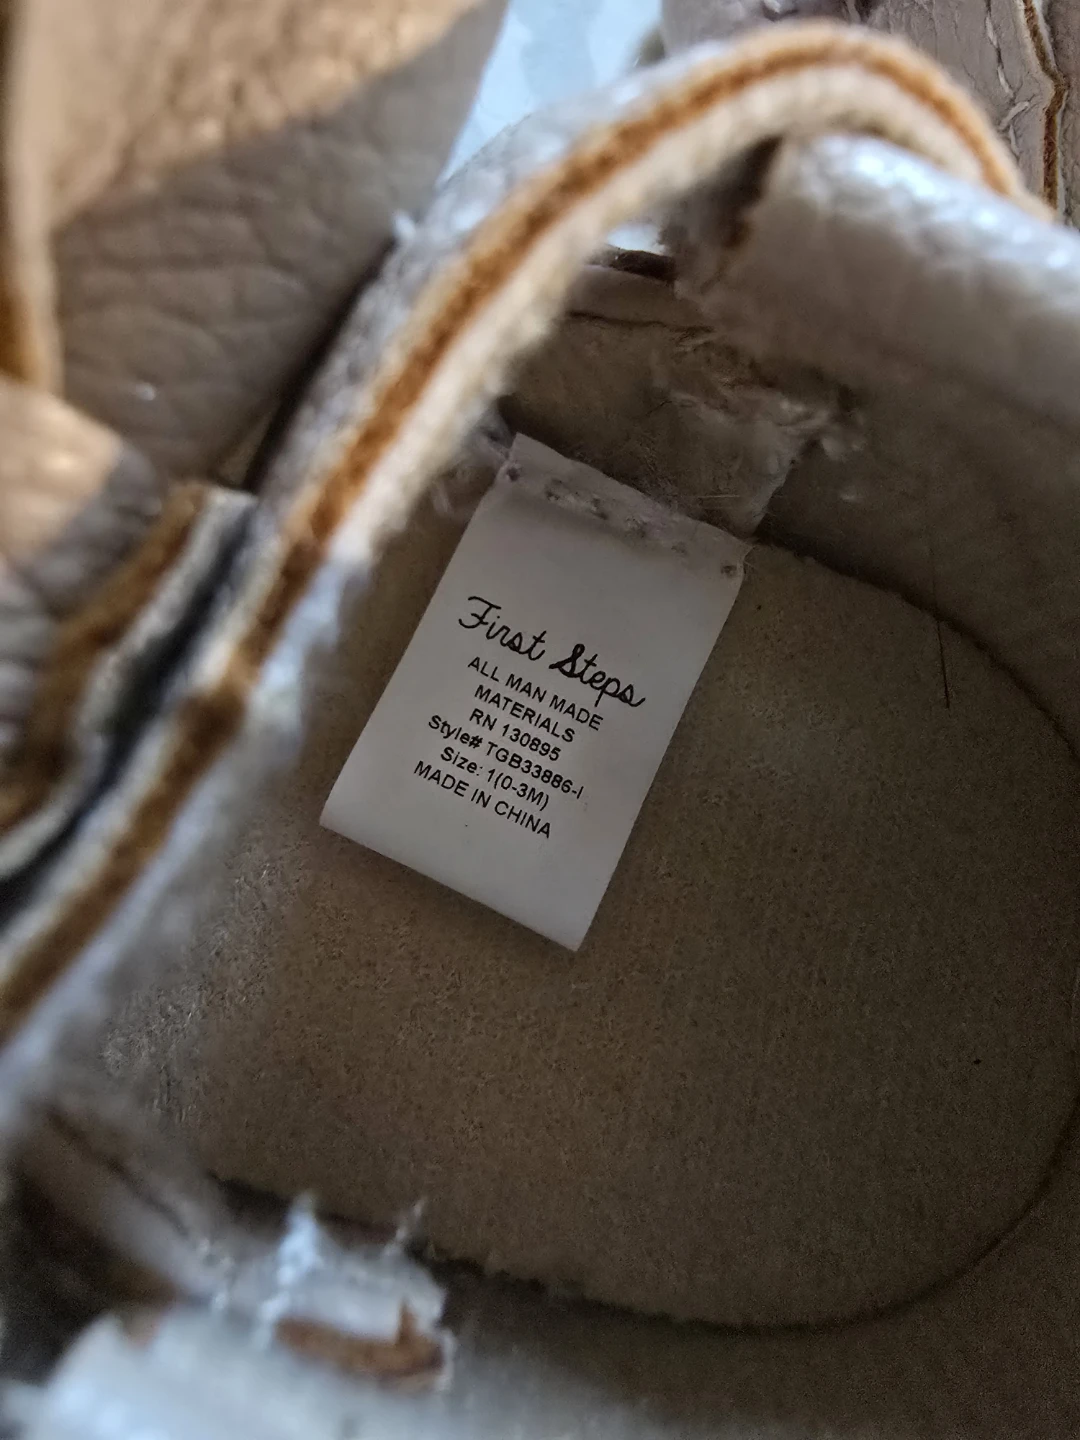 First Steps
ALL MAN MADE
MATERIALS
RN 130895
Style# TGB33886-I
Size: 1(0-3M)
MADE IN CHINA